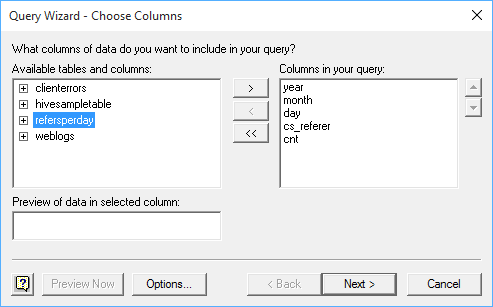 Query Wizard - Choose Columns
What columns of data do you want to include in your query?
Available tables and columns:
Columns in your query:
clienterrors
hivesampletable
refersperday
weblogs
>
<
<<
year
month
day
cs_referer
cnt
Preview of data in selected column:
?
Preview Now
Options...
< Back
Next >
Cancel